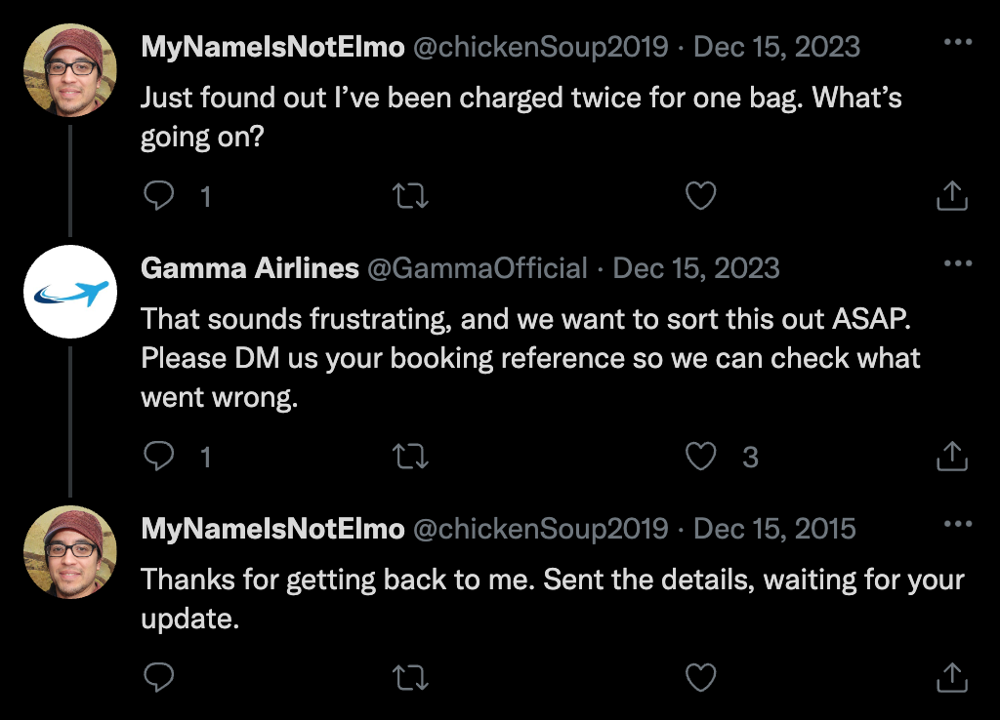 MyNameIsNotElmo @chickenSoup2019 · Dec 15, 2023
Just found out I’ve been charged twice for one bag. What’s
going on?
1
Gamma Airlines @GammaOfficial · Dec 15, 2023
That sounds frustrating, and we want to sort this out ASAP.
Please DM us your booking reference so we can check what
went wrong.
1 3
MyNameIsNotElmo @chickenSoup2019 · Dec 15, 2015
Thanks for getting back to me. Sent the details, waiting for your
update.